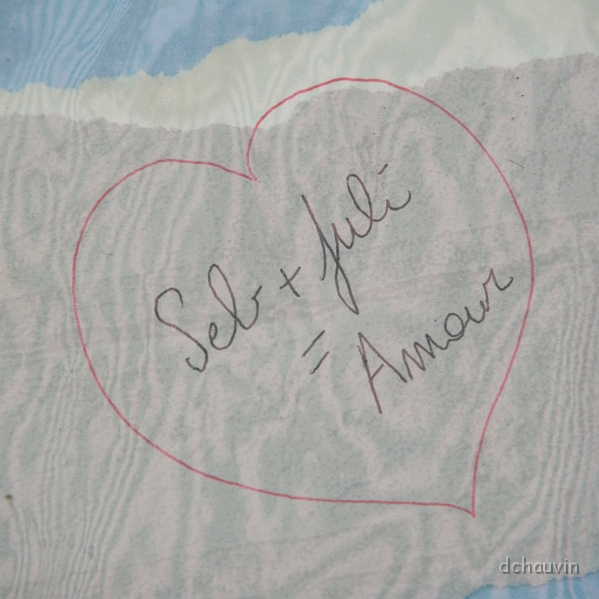 Seb + Juli
= Amour
dchauvin